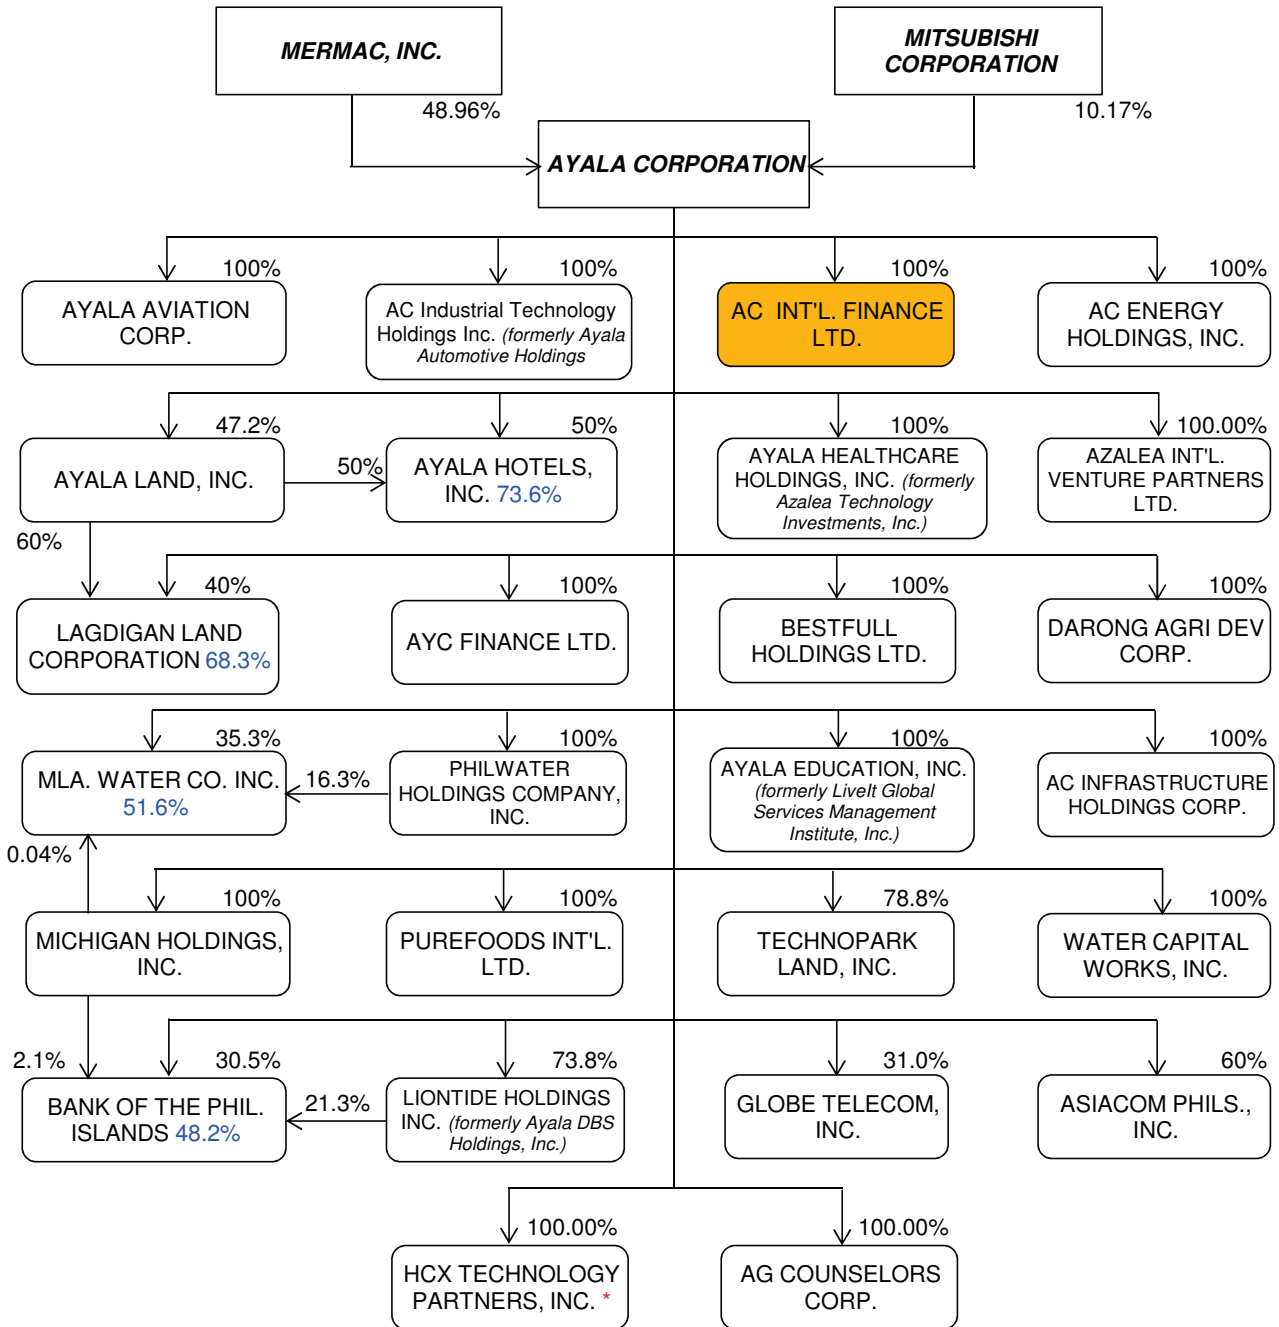 MERMAC, INC.
MITSUBISHI
CORPORATION
48.96%
10.17%
AYALA CORPORATION
100%
100%
100%
100%
AYALA AVIATION
CORP.
AC Industrial Technology
Holdings Inc. (formerly Ayala
Automotive Holdings
AC INT'L. FINANCE
LTD.
AC ENERGY
HOLDINGS, INC.
47.2%
50%
100%
100.00%
AYALA LAND, INC.
50%
AYALA HOTELS,
INC. 73.6%
AYALA HEALTHCARE
HOLDINGS, INC. (formerly
Azalea Technology
Investments, Inc.)
AZALEA INT'L.
VENTURE PARTNERS
LTD.
60%
40%
100%
100%
100%
LAGDIGAN LAND
CORPORATION 68.3%
AYC FINANCE LTD.
BESTFULL
HOLDINGS LTD.
DARONG AGRI DEV
CORP.
35.3%
100%
100%
100%
MLA. WATER CO. INC.
51.6%
16.3%
PHILWATER
HOLDINGS COMPANY,
INC.
AYALA EDUCATION, INC.
(formerly LiveIt Global
Services Management
Institute, Inc.)
AC INFRASTRUCTURE
HOLDINGS CORP.
0.04%
100%
100%
78.8%
100%
MICHIGAN HOLDINGS,
INC.
PUREFOODS INT'L.
LTD.
TECHNOPARK
LAND, INC.
WATER CAPITAL
WORKS, INC.
2.1%
30.5%
73.8%
31.0%
60%
BANK OF THE PHIL.
ISLANDS 48.2%
21.3%
LIONTIDE HOLDINGS
INC. (formerly Ayala DBS
Holdings, Inc.)
GLOBE TELECOM,
INC.
ASIACOM PHILS.,
INC.
100.00%
100.00%
HCX TECHNOLOGY
PARTNERS, INC. *
AG COUNSELORS
CORP.